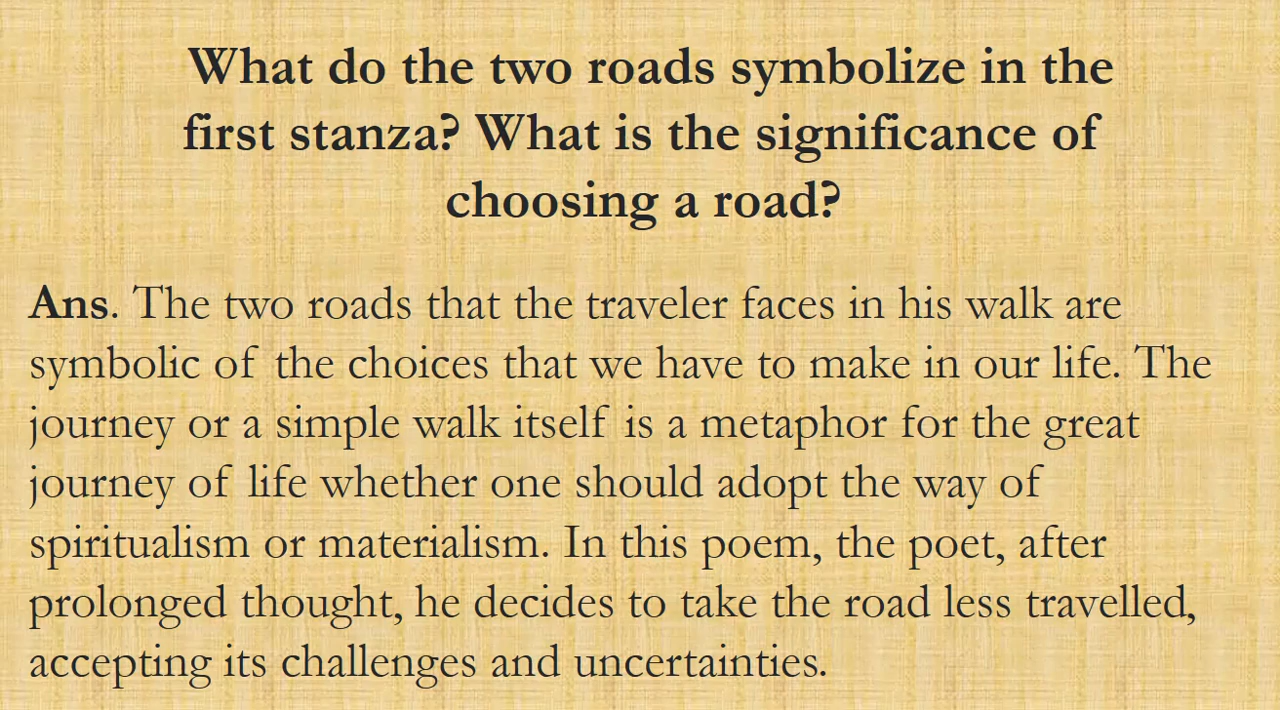 What do the two roads symbolize in the
first stanza? What is the significance of
choosing a road?
Ans. The two roads that the traveler faces in his walk are
symbolic of the choices that we have to make in our life. The
journey or a simple walk itself is a metaphor for the great
journey of life whether one should adopt the way of
spiritualism or materialism. In this poem, the poet, after
prolonged thought, he decides to take the road less travelled,
accepting its challenges and uncertainties.